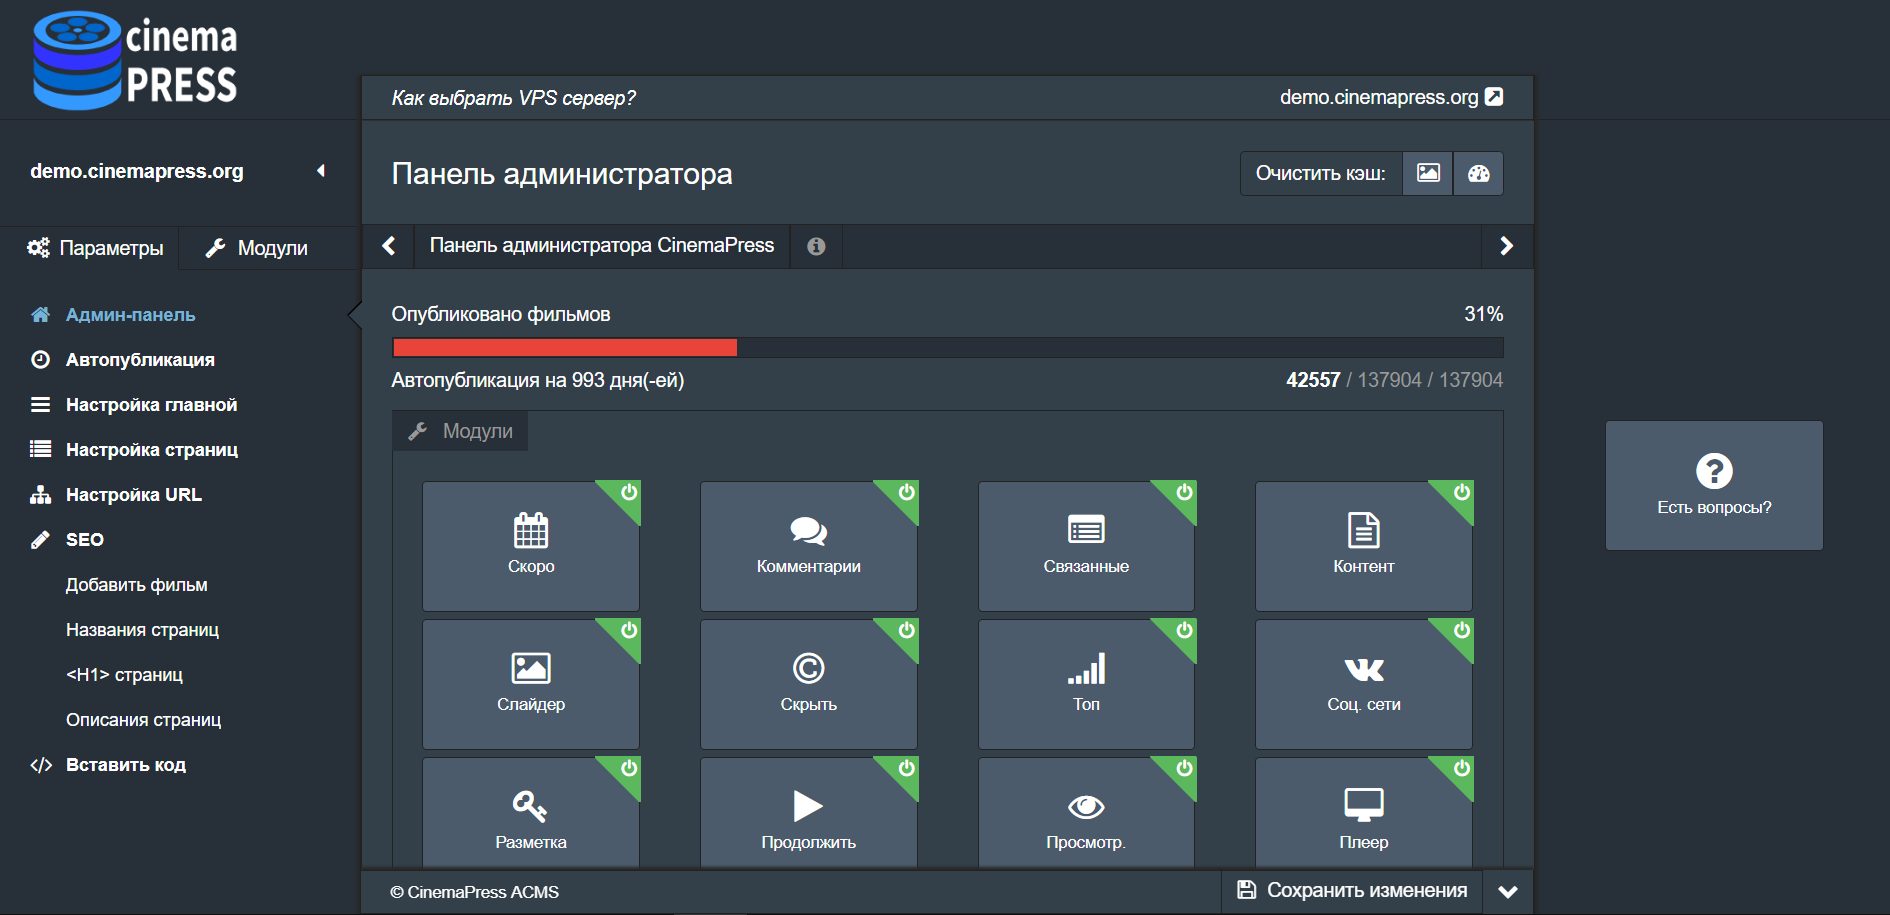 cinema
PRESS
Как выбрать VPS сервер?
demo.cinemapress.org
demo.cinemapress.org
Панель администратора
Очистить кэш:
Параметры
Модули
Панель администратора CinemaPress
Админ-панель
Автопубликация
Настройка главной
Настройка страниц
Настройка URL
SEO
Добавить фильм
Названия страниц
<H1> страниц
Описания страниц
Вставить код
Опубликовано фильмов
31%
Автопубликация на 993 дня(-ей)
42557 / 137904 / 137904
Модули
Скоро
Комментарии
Связанные
Контент
Слайдер
Скрыть
Топ
Соц. сети
Разметка
Продолжить
Просмотр.
Плеер
Есть вопросы?
© CinemaPress ACMS
Сохранить изменения